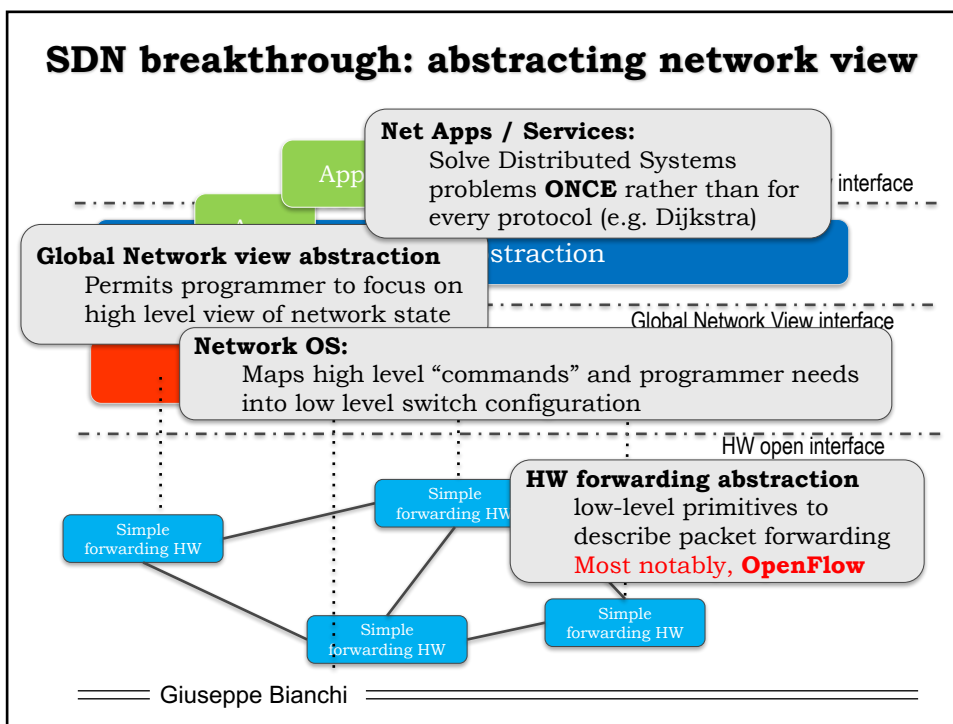 SDN breakthrough: abstracting network view
Net Apps / Services:
Solve Distributed Systems
problems ONCE rather than for
every protocol (e.g. Dijkstra)
App
interface
Global Network view abstraction
Permits programmer to focus on
high level view of network state
straction
Global Network View interface
Network OS:
Maps high level “commands” and programmer needs
into low level switch configuration
HW open interface
HW forwarding abstraction
low-level primitives to
describe packet forwarding
Most notably, OpenFlow
Simple
forwarding HW
Simple
forwarding HW
Simple
forwarding HW
Simple
forwarding HW
Giuseppe Bianchi